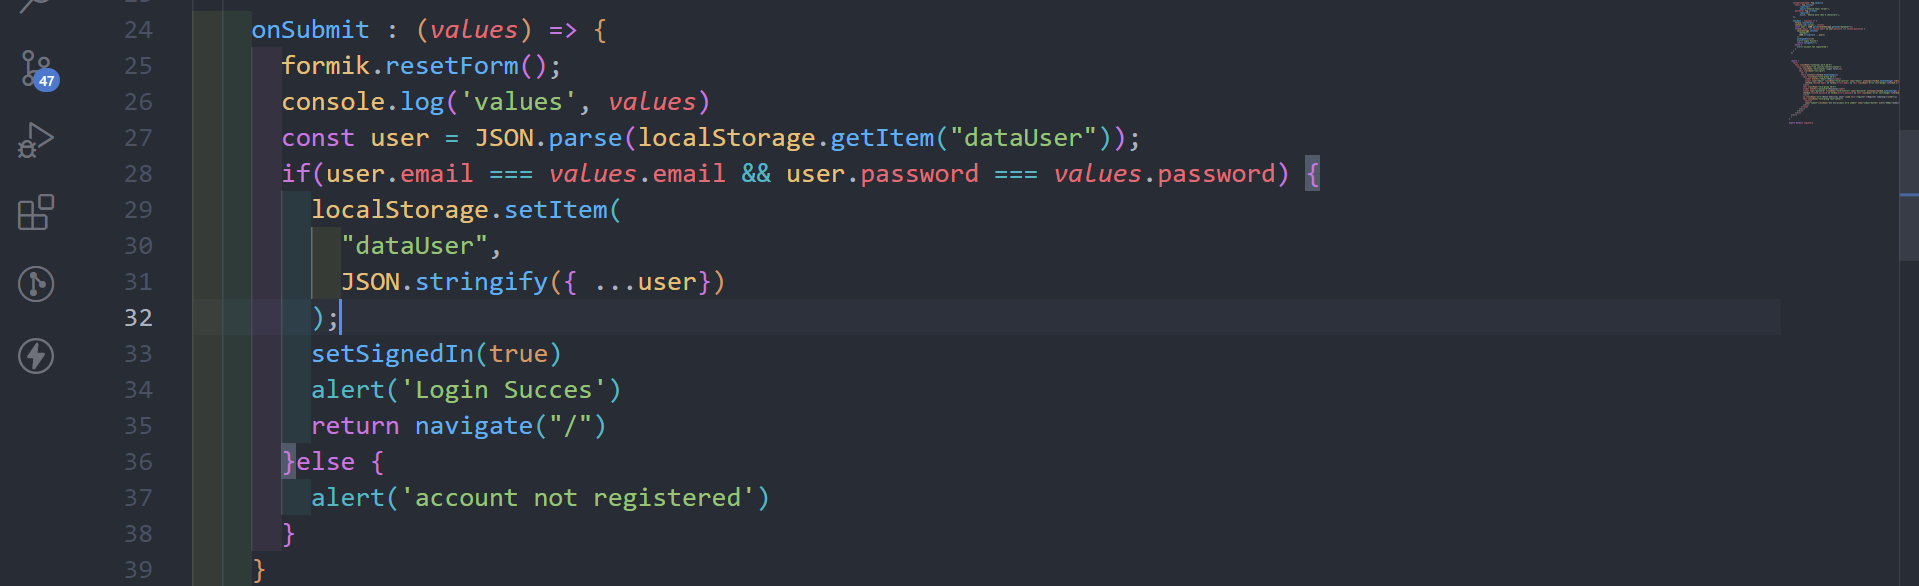 24 onSubmit : (values) => {
25 formik.resetForm();
47
26 console.log('values', values)
27 const user = JSON.parse(localStorage.getItem("dataUser"));
28 if(user.email === values.email && user.password === values.password) {
29 localStorage.setItem(
30 "dataUser",
31 JSON.stringify({ ...user})
32 );
33 setSignedIn(true)
34 alert('Login Succes')
35 return navigate("/")
36 }else {
37 alert('account not registered')
38 }
39 }